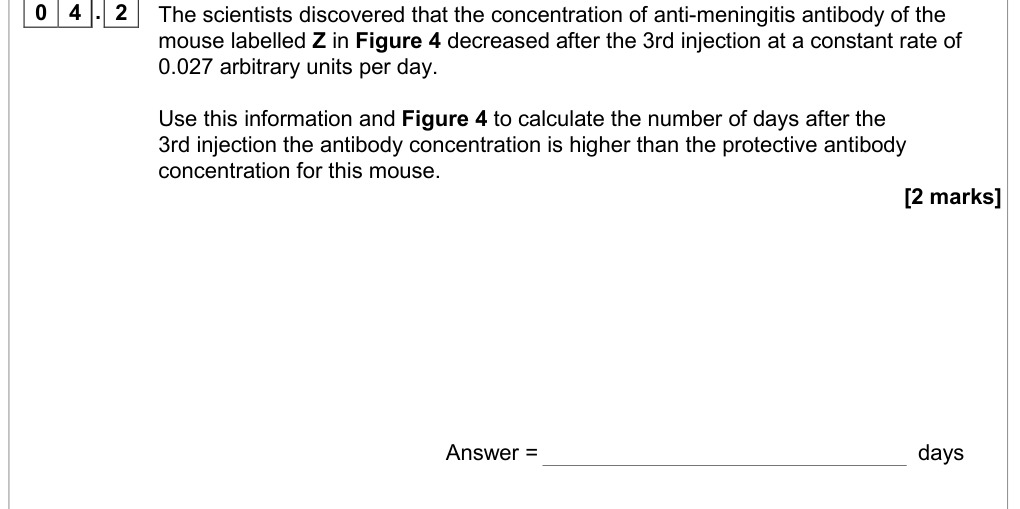 0 4 . 2 The scientists discovered that the concentration of anti-meningitis antibody of the
mouse labelled Z in Figure 4 decreased after the 3rd injection at a constant rate of
0.027 arbitrary units per day.
Use this information and Figure 4 to calculate the number of days after the
3rd injection the antibody concentration is higher than the protective antibody
concentration for this mouse.
[2 marks]
Answer = days